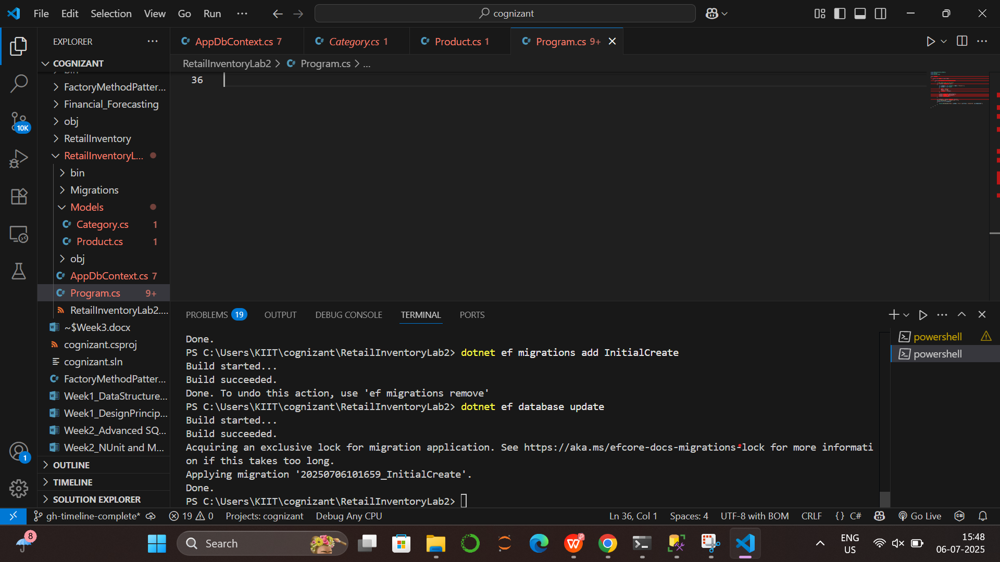 File Edit Selection View Go Run ... cognizant
EXPLORER
AppDbContext.cs 7 Category.cs 1 Product.cs 1 Program.cs 9+
COGNIZANT
RetailInventoryLab2 > Program.cs > ...
36
FactoryMethodPatter...
Financial_Forecasting
obj
RetailInventory
RetailInventoryL...
bin
Migrations
Models
Category.cs 1
Product.cs 1
obj
AppDbContext.cs 7
Program.cs 9+
RetailInventoryLab2....
~$Week3.docx
cognizant.csproj
cognizant.sln
FactoryMethodPatter...
Week1_DataStructure...
Week1_DesignPrincip...
Week2_Advanced SQ...
Week2_NUnit and M...
OUTLINE
TIMELINE
SOLUTION EXPLORER
10K
1
PROBLEMS 19 OUTPUT DEBUG CONSOLE TERMINAL PORTS
Done.
PS C:\Users\KIIT\cognizant\RetailInventoryLab2> dotnet ef migrations add InitialCreate
Build started...
Build succeeded.
Done. To undo this action, use 'ef migrations remove'
PS C:\Users\KIIT\cognizant\RetailInventoryLab2> dotnet ef database update
Build started...
Build succeeded.
Acquiring an exclusive lock for migration application. See https://aka.ms/efcore-docs-migrations-lock for more informati
on if this takes too long.
Applying migration '20250706101659_InitialCreate'.
Done.
PS C:\Users\KIIT\cognizant\RetailInventoryLab2>
powershell
powershell
gh-timeline-complete* 19 0 Projects: cognizant Debug Any CPU Ln 36, Col 1 Spaces: 4 UTF-8 with BOM CRLF {} C# Go Live
8 Search ENG 15:48
US 06-07-2025